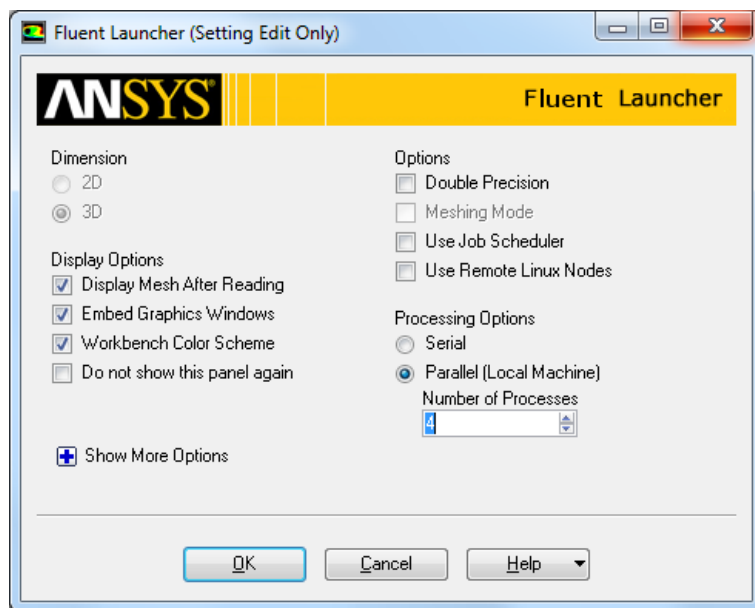 Fluent Launcher (Setting Edit Only)
ANSYS®
Fluent Launcher
Dimension
2D
3D
Display Options
Display Mesh After Reading
Embed Graphics Windows
Workbench Color Scheme
Do not show this panel again
Show More Options
Options
Double Precision
Meshing Mode
Use Job Scheduler
Use Remote Linux Nodes
Processing Options
Serial
Parallel (Local Machine)
Number of Processes
4
OK
Cancel
Help